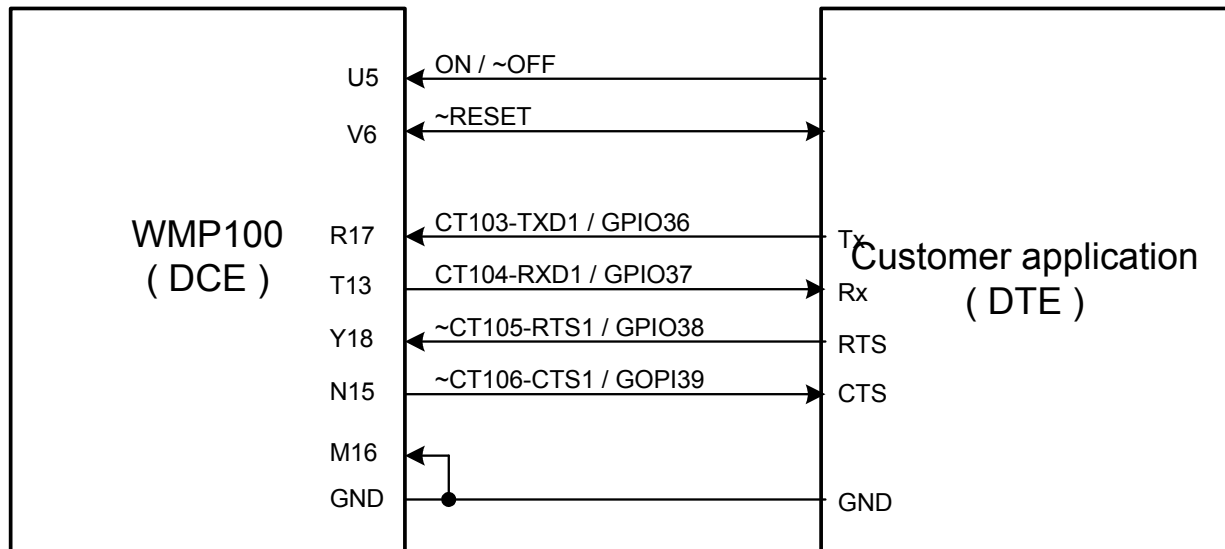 U5 ON / ~OFF
V6 ~RESET
WMP100
( DCE )
R17 CT103-TXD1 / GPIO36 Tx
T13 CT104-RXD1 / GPIO37 Rx
Customer application
( DTE )
Y18 ~CT105-RTS1 / GPIO38 RTS
N15 ~CT106-CTS1 / GOPI39 CTS
M16
GND GND